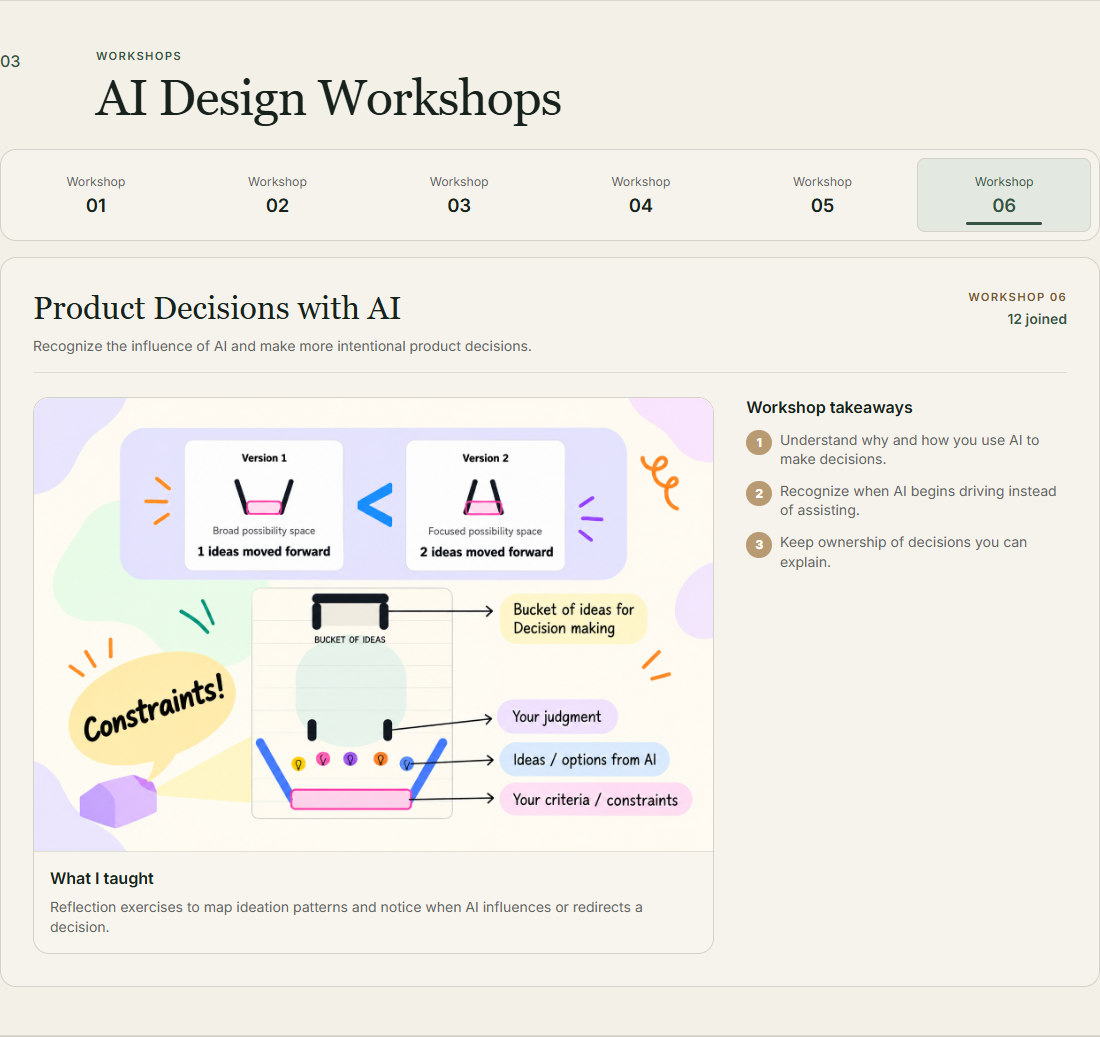 03
WORKSHOPS
AI Design Workshops
Workshop
01
Workshop
02
Workshop
03
Workshop
04
Workshop
05
Workshop
06
Product Decisions with AI
Recognize the influence of AI and make more intentional product decisions.
WORKSHOP 06
12 joined
Version 1
Broad possibility space
1 ideas moved forward
<
Version 2
Focused possibility space
2 ideas moved forward
BUCKET OF IDEAS
Bucket of ideas for
Decision making
Constraints!
Your judgment
Ideas / options from AI
Your criteria / constraints
What I taught
Reflection exercises to map ideation patterns and notice when AI influences or redirects a
decision.
Workshop takeaways
1 Understand why and how you use AI to
make decisions.
2 Recognize when AI begins driving instead
of assisting.
3 Keep ownership of decisions you can
explain.